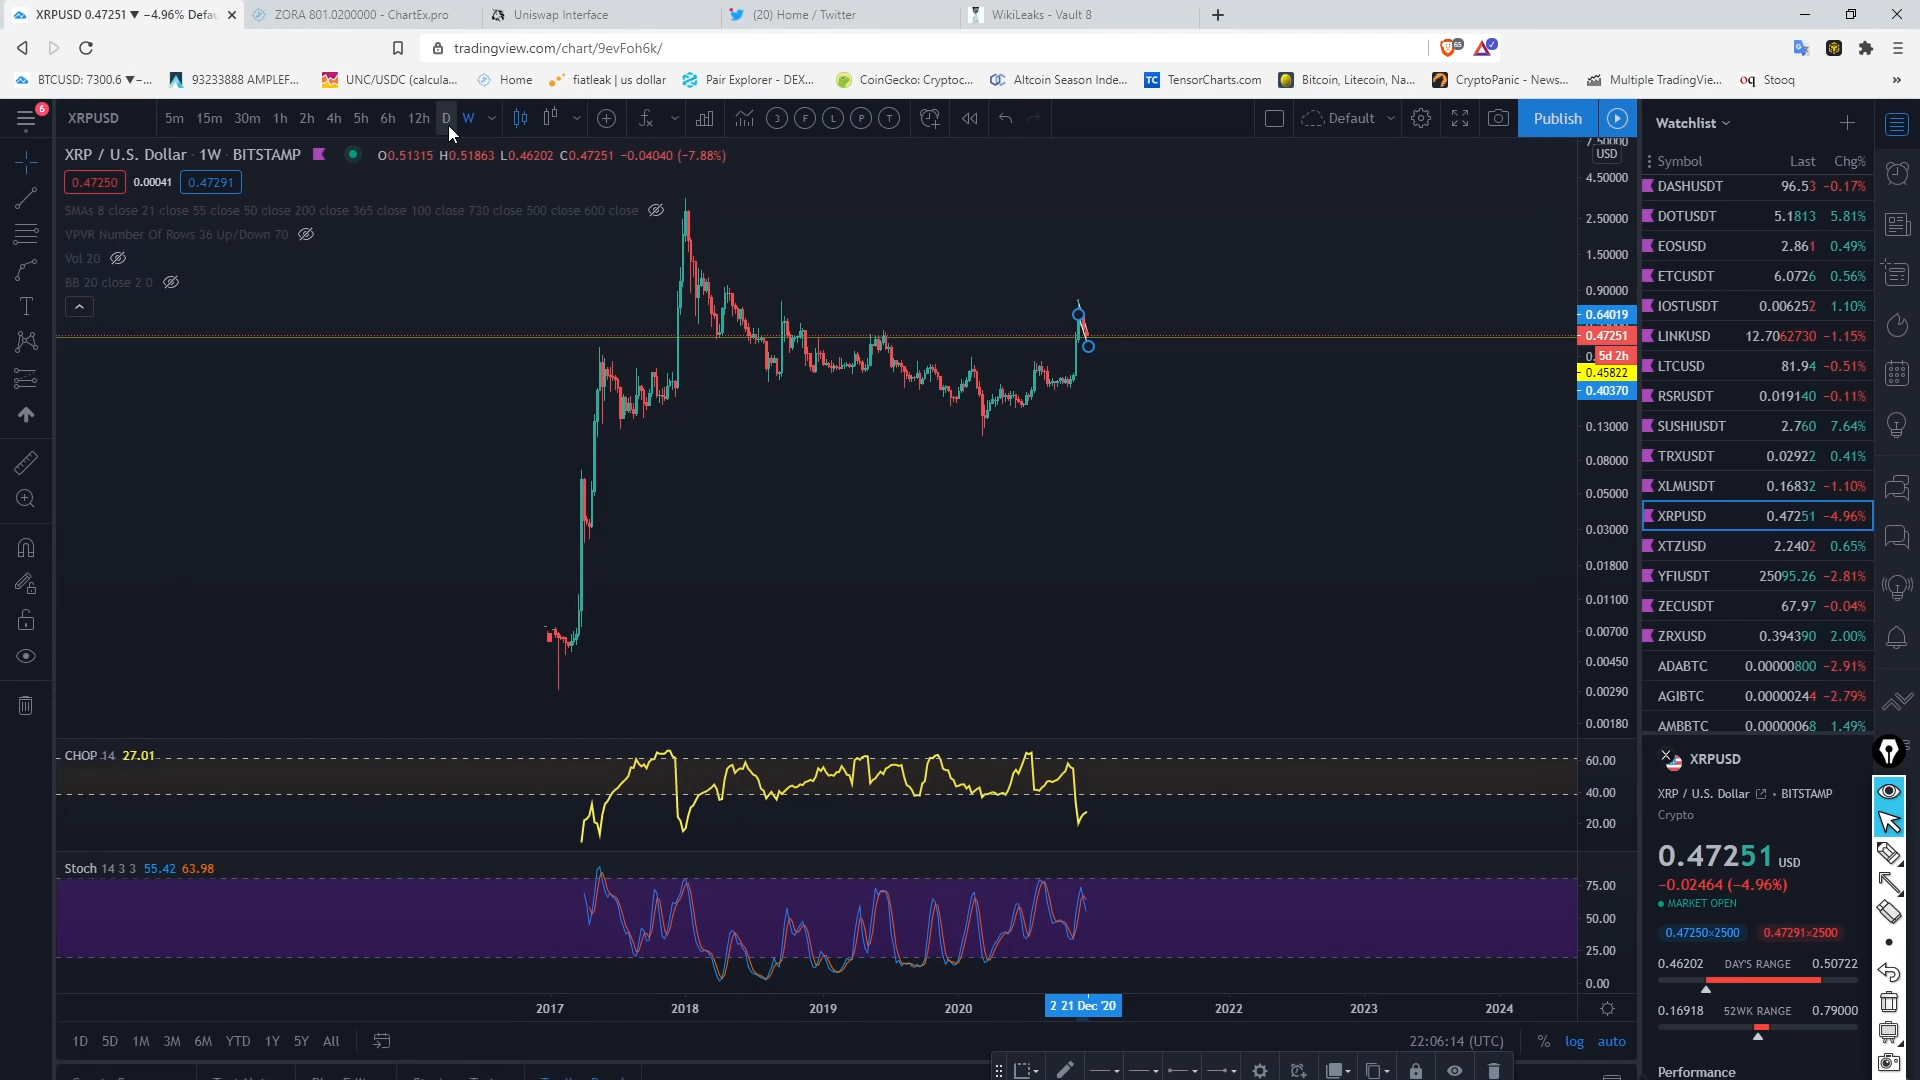 XRPUSD 0.47251 ▼ −4.96% Defau
ZORA 801.0200000 - ChartEx.pro
Uniswap Interface
(20) Home / Twitter
WikiLeaks - Vault 8
tradingview.com/chart/9evFoh6k/
BTCUSD: 7300.6 ▼−...
93233888 AMPLEF...
UNC/USDC (calcula...
Home
fiatleak | us dollar
Pair Explorer - DEX...
CoinGecko: Cryptoc...
Altcoin Season Inde...
TensorCharts.com
Bitcoin, Litecoin, Na...
CryptoPanic - News...
Multiple TradingVie...
Stooq
6
XRPUSD
5m 15m 30m 1h 2h 4h 5h 6h 12h D W
3 F L P T
Default
Publish
XRP / U.S. Dollar · 1W · BITSTAMP
O0.51315 H0.51863 L0.46202 C0.47251 −0.04040 (−7.88%)
0.47250 0.00041 0.47291
SMAs 8 close 21 close 55 close 50 close 200 close 365 close 100 close 730 close 500 close 600 close
VPVR Number Of Rows 36 Up/Down 70
Vol 20
BB 20 close 2 0
7.50000
USD
4.50000
2.50000
1.50000
0.90000
0.64019
0.47251
5d 2h
0.45822
0.40370
0.13000
0.08000
0.05000
0.03000
0.01800
0.01100
0.00700
0.00450
0.00290
0.00180
CHOP 14 27.01
60.00
40.00
20.00
Stoch 14 3 3 55.42 63.98
75.00
50.00
25.00
0.00
2017 2018 2019 2020 2 21 Dec '20 2022 2023 2024
1D 5D 1M 3M 6M YTD 1Y 5Y All
22:06:14 (UTC) % log auto
Watchlist
Symbol Last Chg%
DASHUSDT 96.53 −0.17%
DOTUSDT 5.1813 5.81%
EOSUSD 2.861 0.49%
ETCUSDT 6.0726 0.56%
IOSTUSDT 0.006252 1.10%
LINKUSD 12.7062730 −1.15%
LTCUSD 81.94 −0.51%
RSRUSDT 0.019140 −0.11%
SUSHIUSDT 2.760 7.64%
TRXUSDT 0.02922 0.41%
XLMUSDT 0.16832 −1.10%
XRPUSD 0.47251 −4.96%
XTZUSD 2.2402 0.65%
YFIUSDT 25095.26 −2.81%
ZECUSDT 67.97 −0.04%
ZRXUSD 0.394390 2.00%
ADABTC 0.00000800 −2.91%
AGIBTC 0.00000244 −2.79%
AMBBTC 0.00000068 1.49%
XRPUSD
XRP / U.S. Dollar • BITSTAMP
Crypto
0.47251 USD
−0.02464 (−4.96%)
MARKET OPEN
0.47250×2500 0.47291×2500
0.46202 DAY'S RANGE 0.50722
0.16918 52WK RANGE 0.79000
Performance